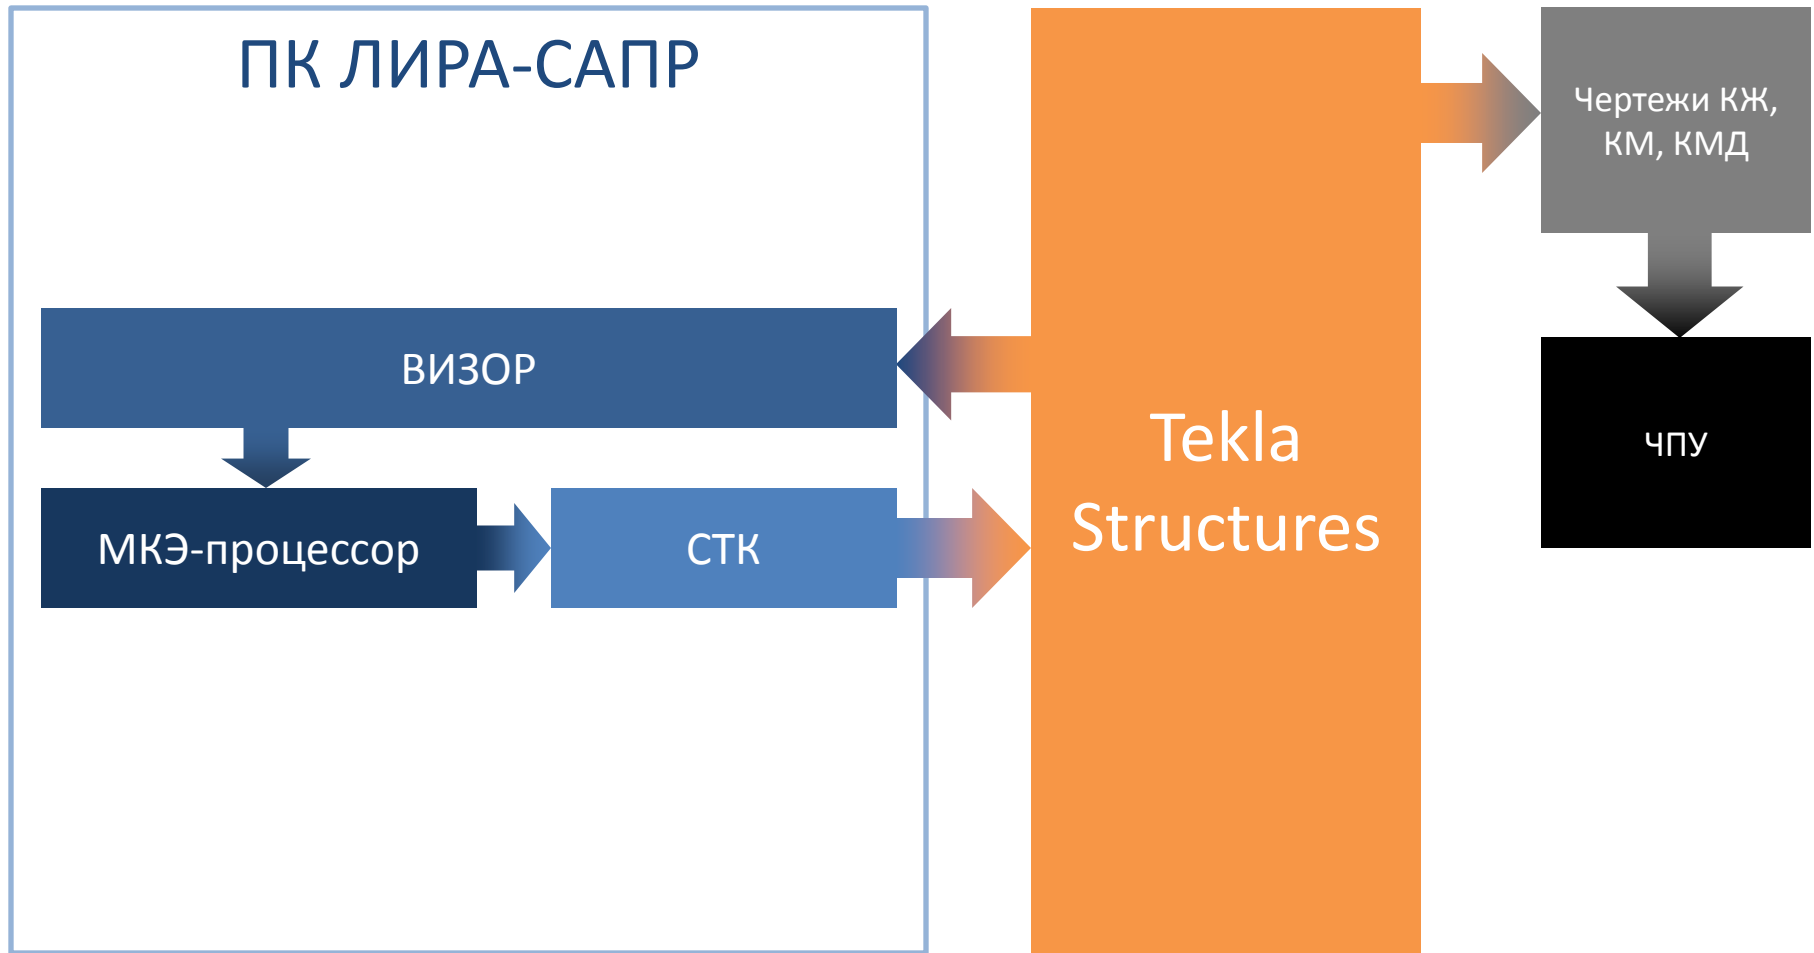 ПК ЛИРА-САПР
ВИЗОР
МКЭ-процессор
СТК
Tekla
Structures
Чертежи КЖ,
КМ, КМД
ЧПУ